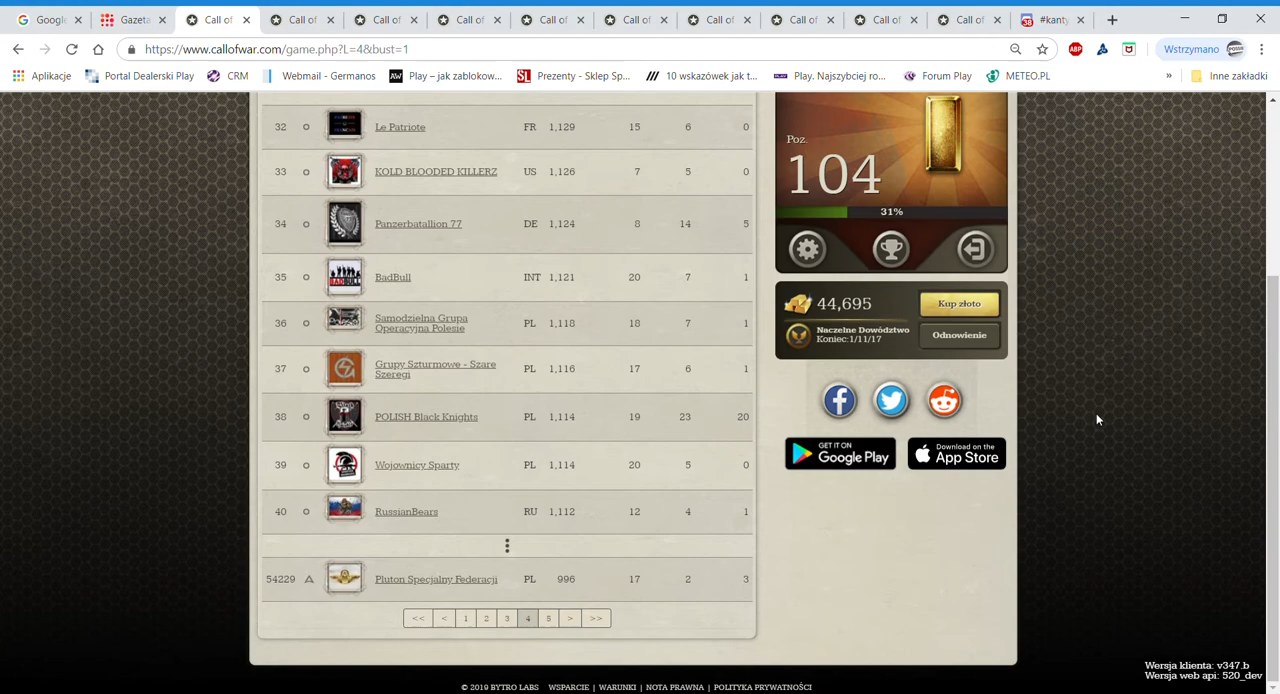 Google
Gazeta
Call of
Call of
Call of
Call of
Call of
Call of
Call of
Call of
Call of
Call of
38 #kanty
https://www.callofwar.com/game.php?L=4&bust=1
ABP
Wstrzymano
Aplikacje
Portal Dealerski Play
CRM
Webmail - Germanos
AW Play – jak zablokow...
SL Prezenty - Sklep Sp...
10 wskazówek jak t...
Play. Najszybciej ro...
Forum Play
METEO.PL
»
Inne zakładki
32 Le Patriote FR 1,129 15 6 0
33 KOLD BLOODED KILLERZ US 1,126 7 5 0
34 Panzerbatallion 77 DE 1,124 8 14 5
35 BadBull INT 1,121 20 7 1
36 Samodzielna Grupa
Operacyjna Polesie PL 1,118 18 7 1
37 Grupy Szturmowe - Szare
Szeregi PL 1,116 17 6 1
38 POLISH Black Knights PL 1,114 19 23 20
39 Wojownicy Sparty PL 1,114 20 5 0
40 RussianBears RU 1,112 12 4 1
54229 Pluton Specjalny Federacji PL 996 17 2 3
<< < 1 2 3 4 5 > >>
Poz.
104
31%
44,695 Kup złoto
Naczelne Dowództwo
Koniec:1/11/17
Odnowienie
GET IT ON
Google Play
Download on the
App Store
Wersja klienta: v347.b
Wersja web api: 520_dev
© 2019 BYTRO LABS WSPARCIE | WARUNKI | NOTA PRAWNA | POLITYKA PRYWATNOŚCI